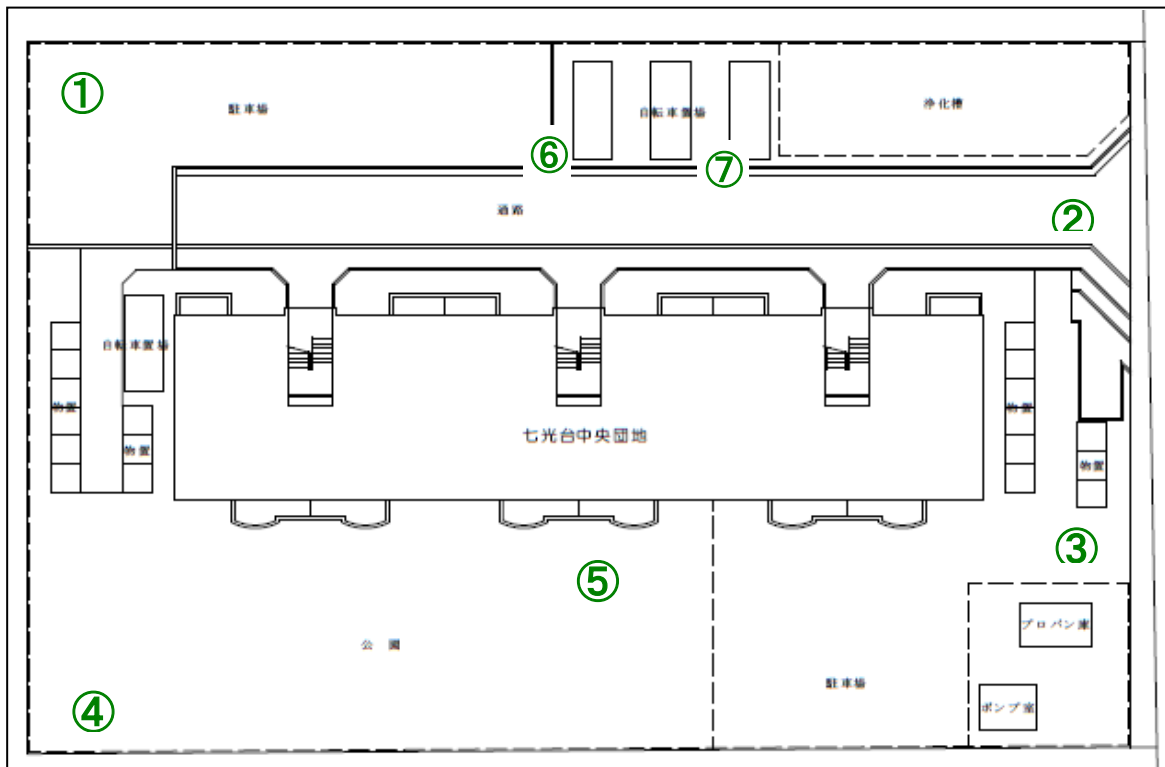 ①
駐車場
自転車置場
浄化槽
⑥
⑦
通路
②
自転車置場
物置
物置
七光台中央団地
物置
物置
③
⑤
公園
プロパン庫
駐車場
④
ポンプ室